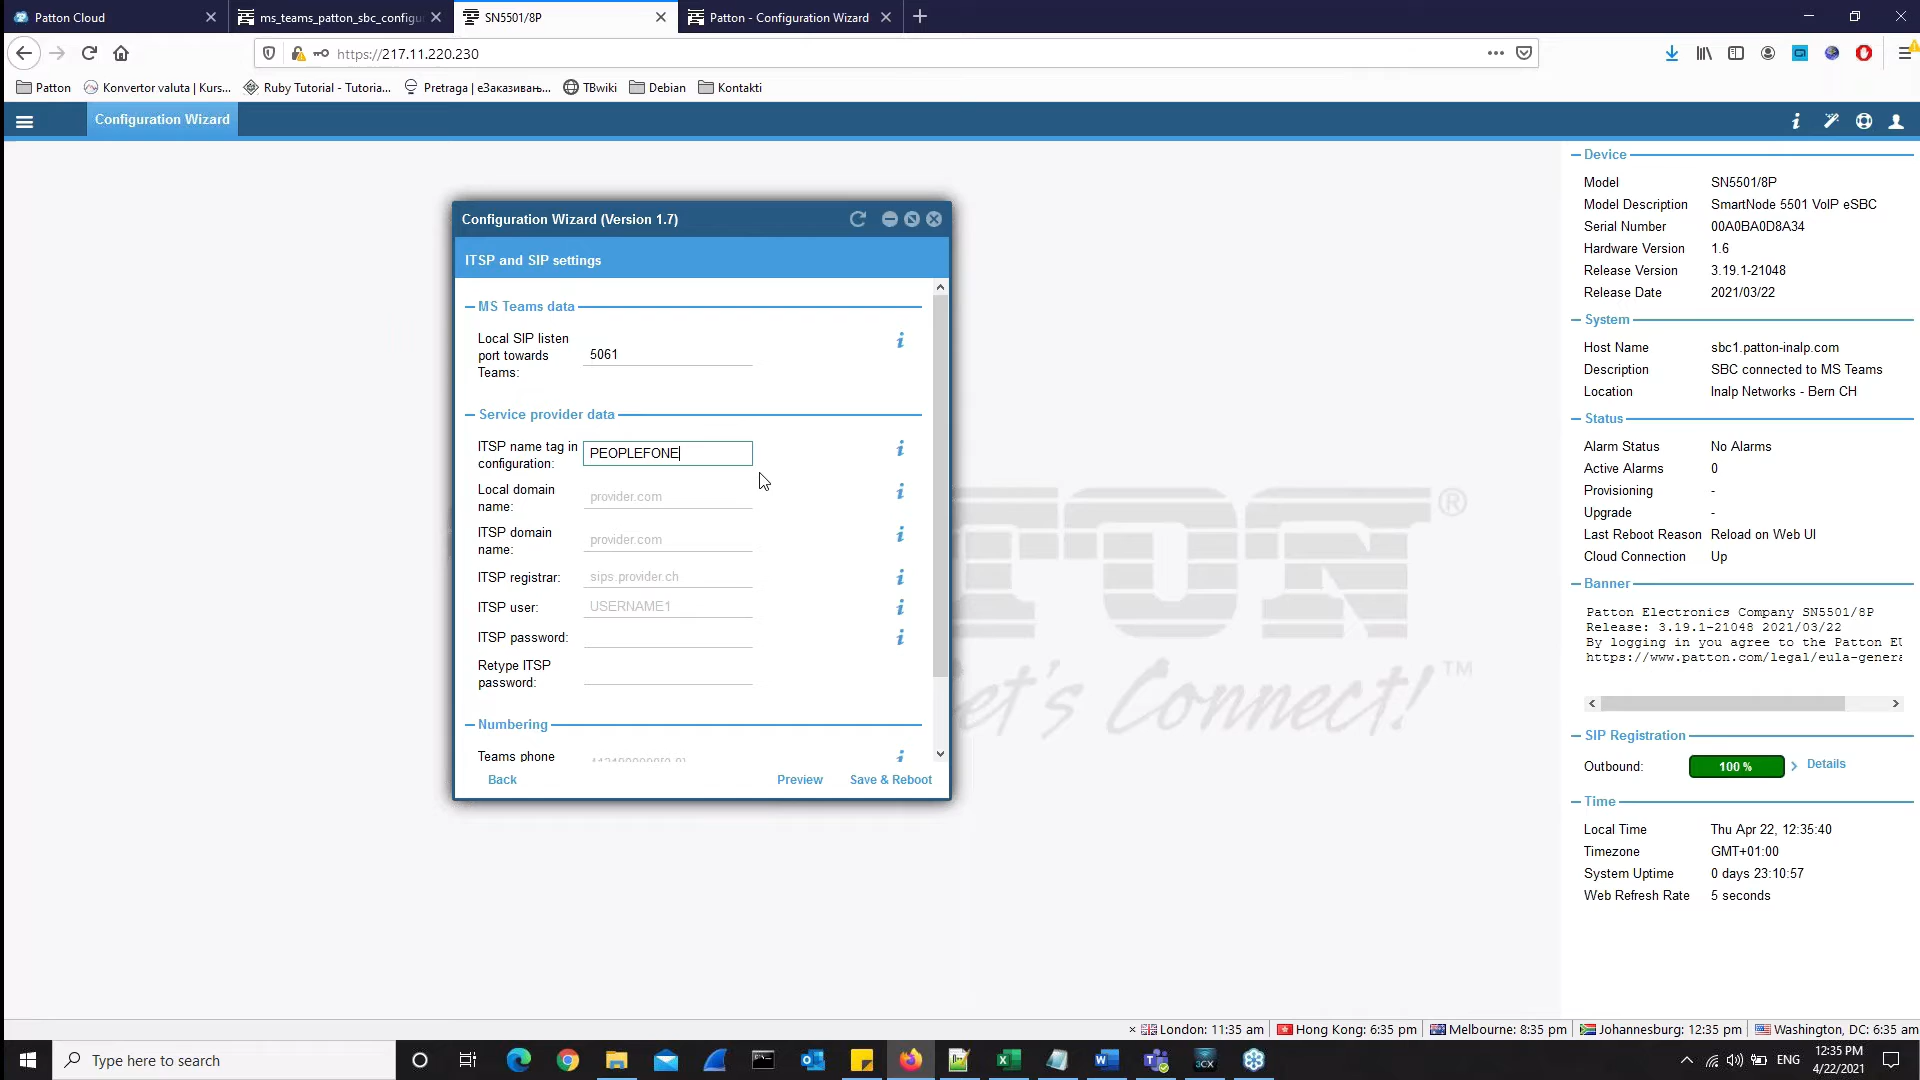 Patton Cloud
ms_teams_patton_sbc_configu
SN5501/8P
Patton - Configuration Wizard
https://217.11.220.230
Patton
Konvertor valuta | Kurs...
Ruby Tutorial - Tutoria...
Pretraga | eЗаказивањ...
TBwiki
Debian
Kontakti
Configuration Wizard
Configuration Wizard (Version 1.7)
ITSP and SIP settings
MS Teams data
Local SIP listen
port towards
Teams:
5061
Service provider data
ITSP name tag in
configuration:
PEOPLEFONE
Local domain
name:
provider.com
ITSP domain
name:
provider.com
ITSP registrar:
sips.provider.ch
ITSP user:
USERNAME1
ITSP password:
Retype ITSP
password:
Numbering
Teams phone
Back
Preview
Save & Reboot
TON®
et's Connect!™
Device
Model SN5501/8P
Model Description SmartNode 5501 VoIP eSBC
Serial Number 00A0BA0D8A34
Hardware Version 1.6
Release Version 3.19.1-21048
Release Date 2021/03/22
System
Host Name sbc1.patton-inalp.com
Description SBC connected to MS Teams
Location Inalp Networks - Bern CH
Status
Alarm Status No Alarms
Active Alarms 0
Provisioning -
Upgrade -
Last Reboot Reason Reload on Web UI
Cloud Connection Up
Banner
Patton Electronics Company SN5501/8P
Release: 3.19.1-21048 2021/03/22
By logging in you agree to the Patton EU
https://www.patton.com/legal/eula-genera
SIP Registration
Outbound: 100 % Details
Time
Local Time Thu Apr 22, 12:35:40
Timezone GMT+01:00
System Uptime 0 days 23:10:57
Web Refresh Rate 5 seconds
× London: 11:35 am Hong Kong: 6:35 pm Melbourne: 8:35 pm Johannesburg: 12:35 pm Washington, DC: 6:35 am
Type here to search
3CX
ENG
12:35 PM
4/22/2021